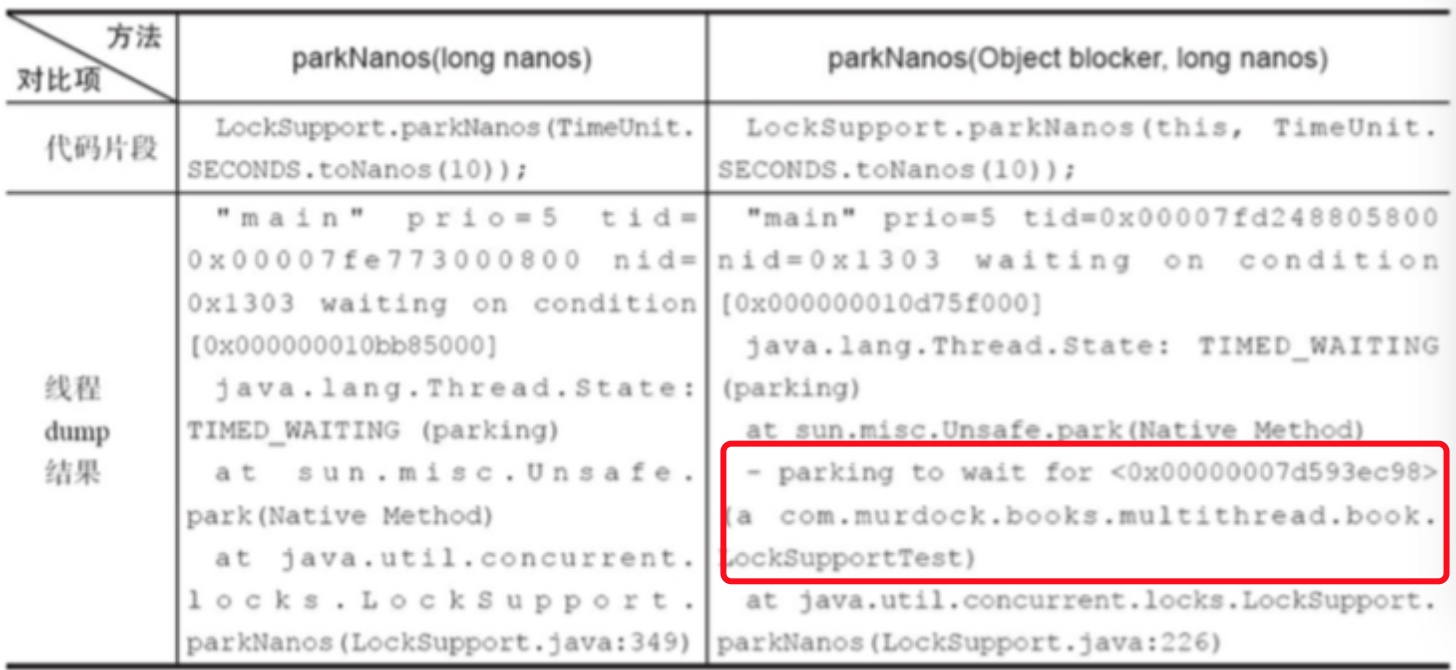 方法
对比项
parkNanos(long nanos)
parkNanos(Object blocker, long nanos)
代码片段
LockSupport.parkNanos(TimeUnit.
SECONDS.toNanos(10));
LockSupport.parkNanos(this, TimeUnit.
SECONDS.toNanos(10));
线程
dump
结果
"main" prio=5 tid=
0x00007fe773000800 nid=
0x1303 waiting on condition
[0x000000010bb85000]
java.lang.Thread.State:
TIMED_WAITING (parking)
at sun.misc.Unsafe.
park(Native Method)
at java.util.concurrent.
locks.LockSupport.
parkNanos(LockSupport.java:349)
"main" prio=5 tid=0x00007fd248805800
nid=0x1303 waiting on condition
[0x000000010d75f000]
java.lang.Thread.State: TIMED_WAITING
(parking)
at sun.misc.Unsafe.park(Native Method)
- parking to wait for <0x00000007d593ec98>
(a com.murdock.books.multithread.book.
LockSupportTest)
at java.util.concurrent.locks.LockSupport.
parkNanos(LockSupport.java:226)